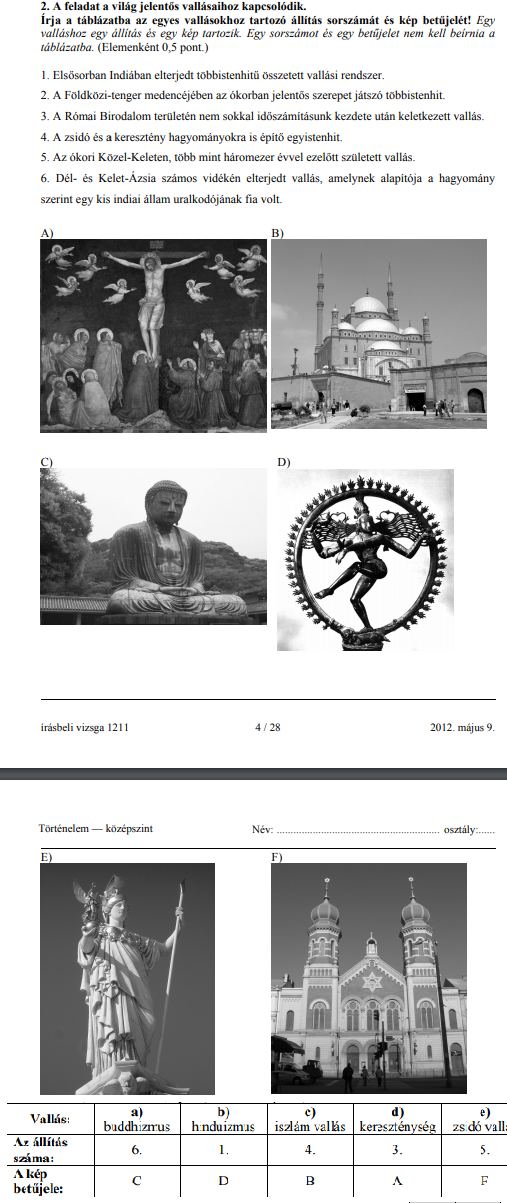 2. A feladat a világ jelentős vallásaihoz kapcsolódik.
Írja a táblázatba az egyes vallásokhoz tartozó állítás sorszámát és kép betűjelét! Egy
valláshoz egy állítás és egy kép tartozik. Egy sorszámot és egy betűjelet nem kell beírnia a
táblázatba. (Elemenként 0,5 pont.)
1. Elsősorban Indiában elterjedt többistenhitű összetett vallási rendszer.
2. A Földközi-tenger medencéjében az ókorban jelentős szerepet játszó többistenhit.
3. A Római Birodalom területén nem sokkal időszámításunk kezdete után keletkezett vallás.
4. A zsidó és a keresztény hagyományokra is építő egyistenhit.
5. Az ókori Közel-Keleten, több mint háromezer évvel ezelőtt született vallás.
6. Dél- és Kelet-Ázsia számos vidékén elterjedt vallás, amelynek alapítója a hagyomány
szerint egy kis indiai állam uralkodójának fia volt.
A) B)
C) D)
írásbeli vizsga 1211 4 / 28 2012. május 9.
Történelem — középszint Név: ............................................................ osztály:......
E) F)
Vallás: a) b) c) d) e)
buddhizmus hinduizmus iszlám vallás kereszténység zsidó vallá
Az állítás
száma: 6. 1. 4. 3. 5.
A kép
betűjele: C D B A F